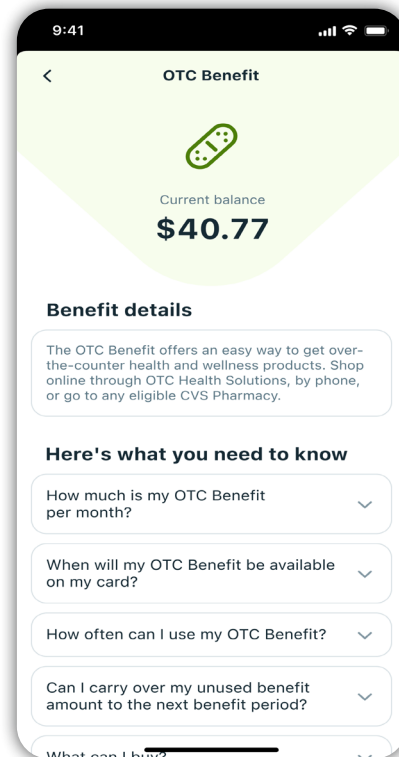 9:41
OTC Benefit
Current balance
$40.77
Benefit details
The OTC Benefit offers an easy way to get over-
the-counter health and wellness products. Shop
online through OTC Health Solutions, by phone,
or go to any eligible CVS Pharmacy.
Here's what you need to know
How much is my OTC Benefit
per month?
When will my OTC Benefit be available
on my card?
How often can I use my OTC Benefit?
Can I carry over my unused benefit
amount to the next benefit period?
What can I buy?